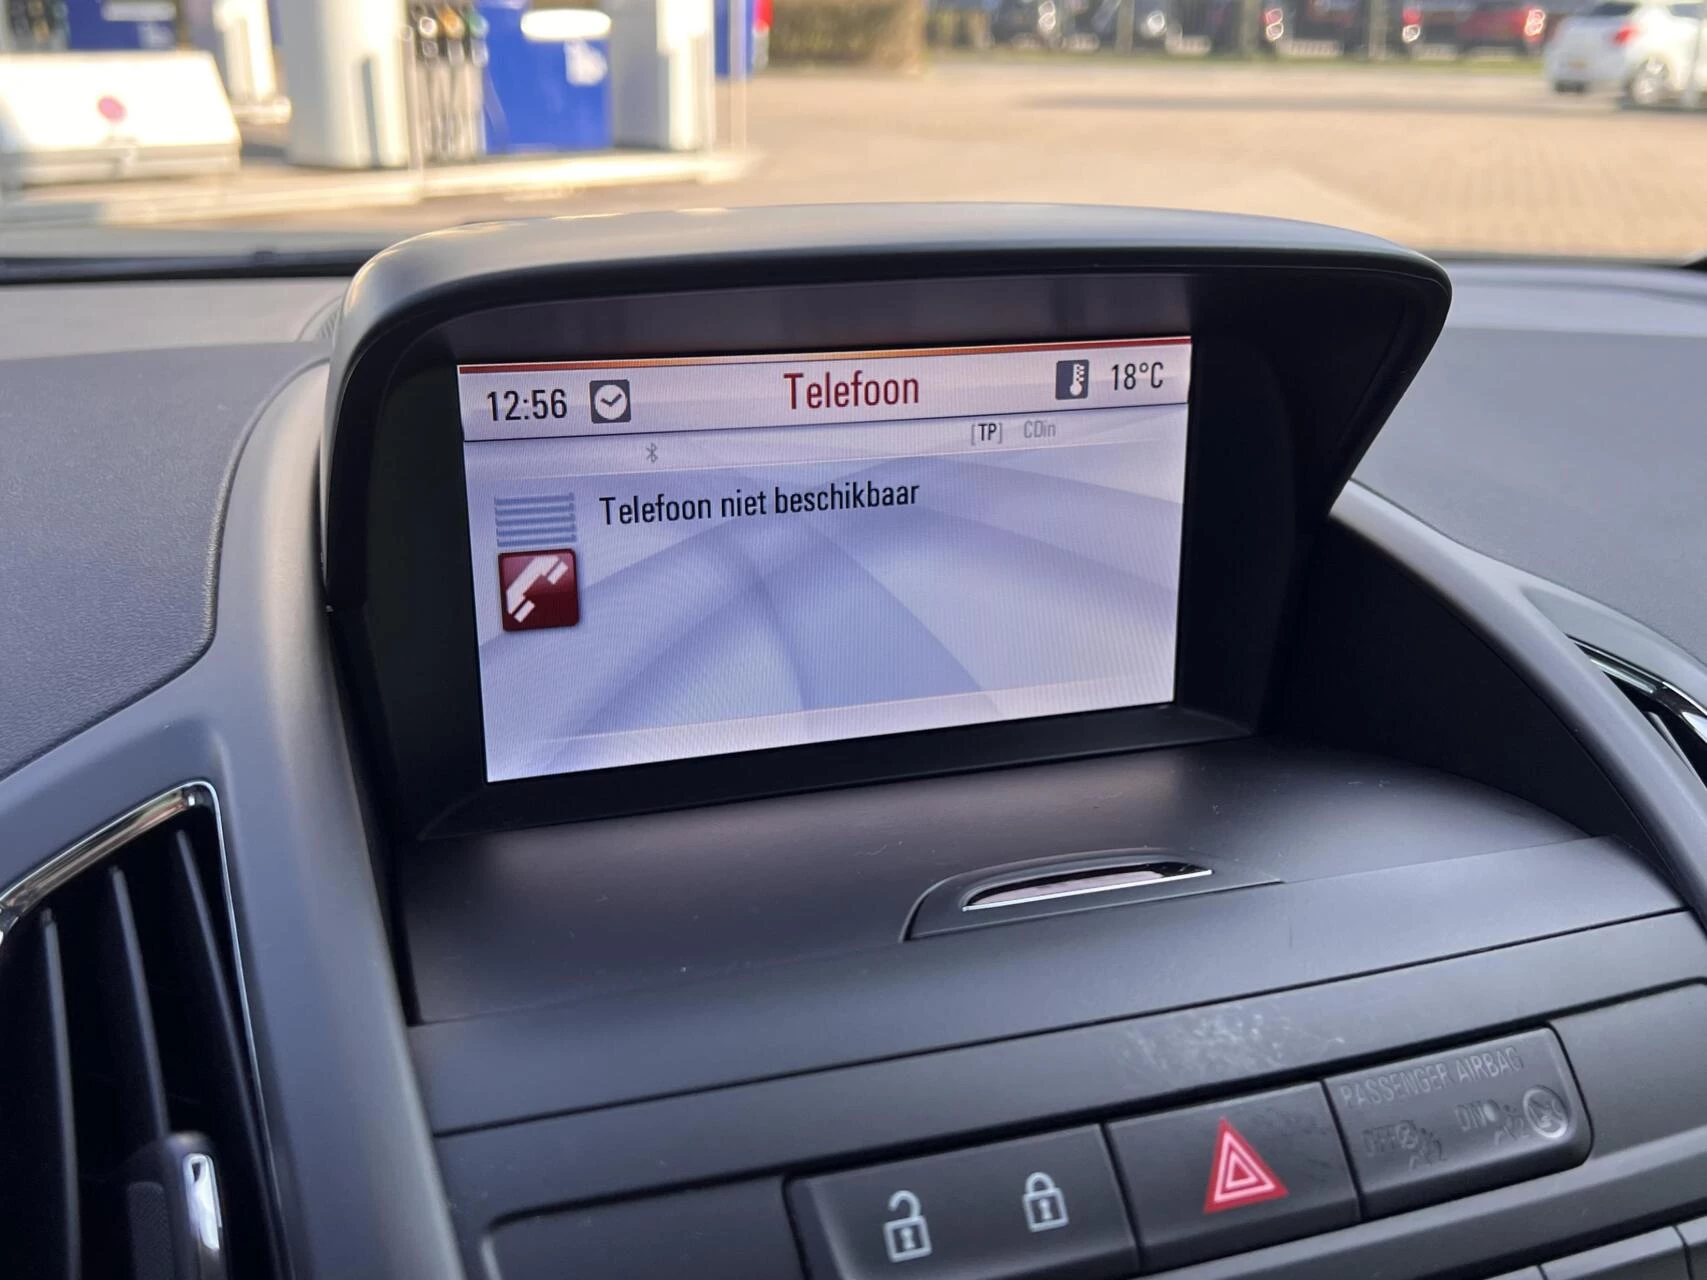 12:56 Telefoon 18°C
[TP] CDin
Telefoon niet beschikbaar
PASSENGER AIRBAG
OFF ON